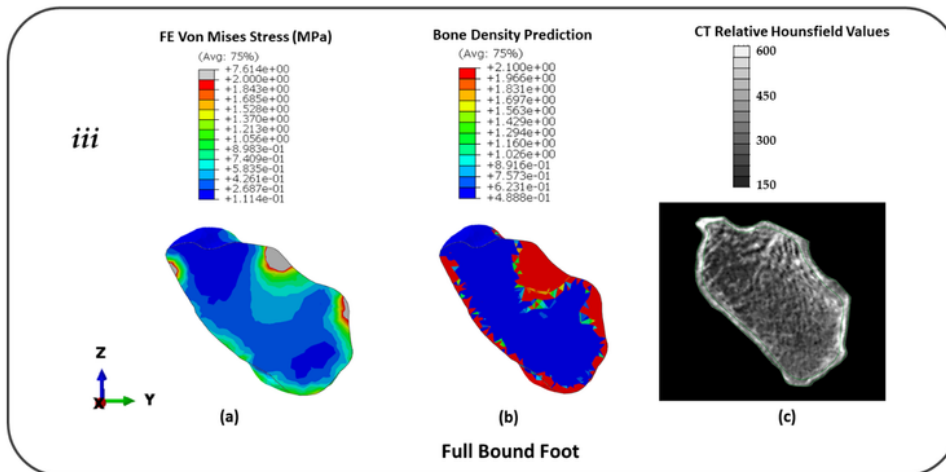 FE Von Mises Stress (MPa)
(Avg: 75%)
+7.614e+00
+2.000e+00
+1.843e+00
+1.685e+00
+1.528e+00
+1.370e+00
+1.213e+00
+1.056e+00
+8.983e-01
+7.409e-01
+5.835e-01
+4.261e-01
+2.687e-01
+1.114e-01
Bone Density Prediction
(Avg: 75%)
+2.100e+00
+1.966e+00
+1.831e+00
+1.697e+00
+1.563e+00
+1.429e+00
+1.294e+00
+1.160e+00
+1.026e+00
+8.916e-01
+7.573e-01
+6.231e-01
+4.888e-01
CT Relative Hounsfield Values
600
450
300
150
iii
Z
X
Y
(a)
(b)
(c)
Full Bound Foot